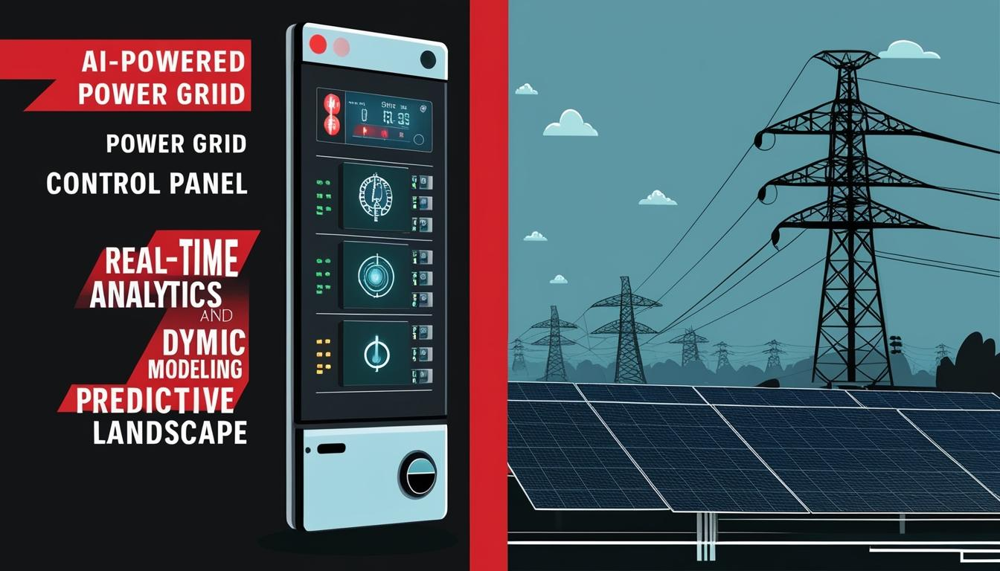 AI-POWERED
POWER GRIID
POWER GRID
CONTROL PANEL
REAL-TIME
ANALYTICS
AND
DYMIC
MODELING
PREDICTIVE
LANDSCAPE